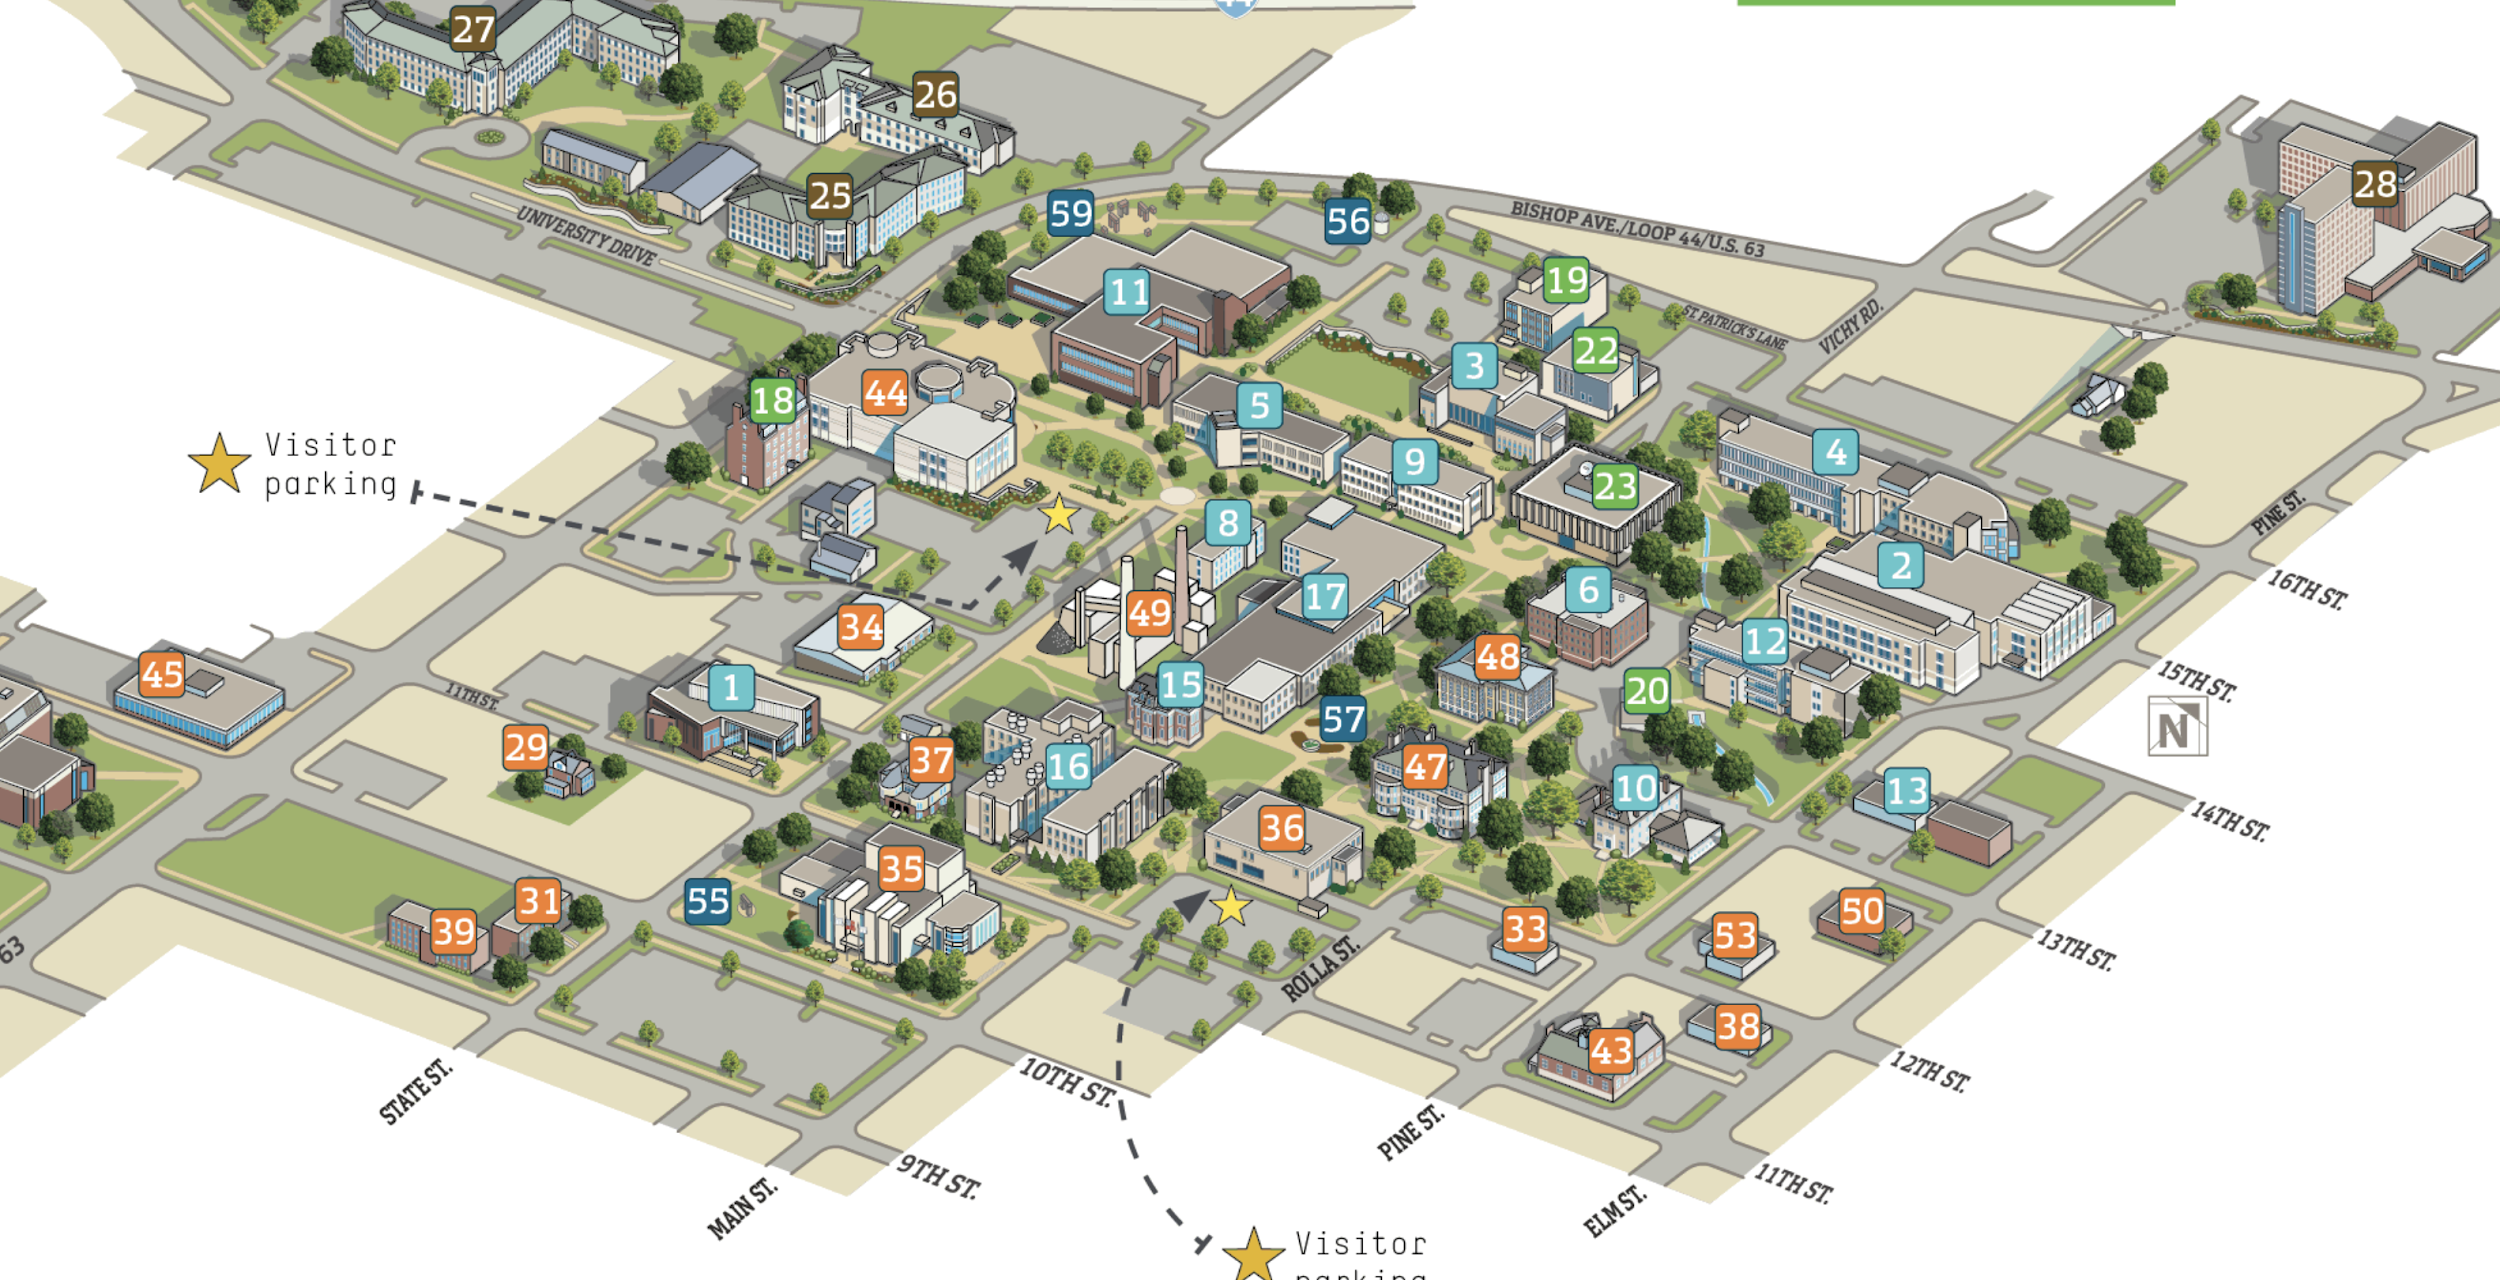 44
27
26
25
28
59
56
BISHOP AVE./LOOP 44/U.S. 63
UNIVERSITY DRIVE
11
19
ST PATRICK'S LANE
VICHY RD.
22
3
18
44
5
9
23
4
Visitor
parking
PINE ST.
8
2
16TH ST.
17
6
49
34
12
48
45
1
15
20
15TH ST.
11TH ST.
57
N
29
37
16
47
10
13
14TH ST.
36
35
31
55
39
50
33
53
63
13TH ST.
ROLLA ST.
38
43
10TH ST.
12TH ST.
STATE ST.
PINE ST.
9TH ST.
11TH ST.
MAIN ST.
ELM ST.
Visitor
parking